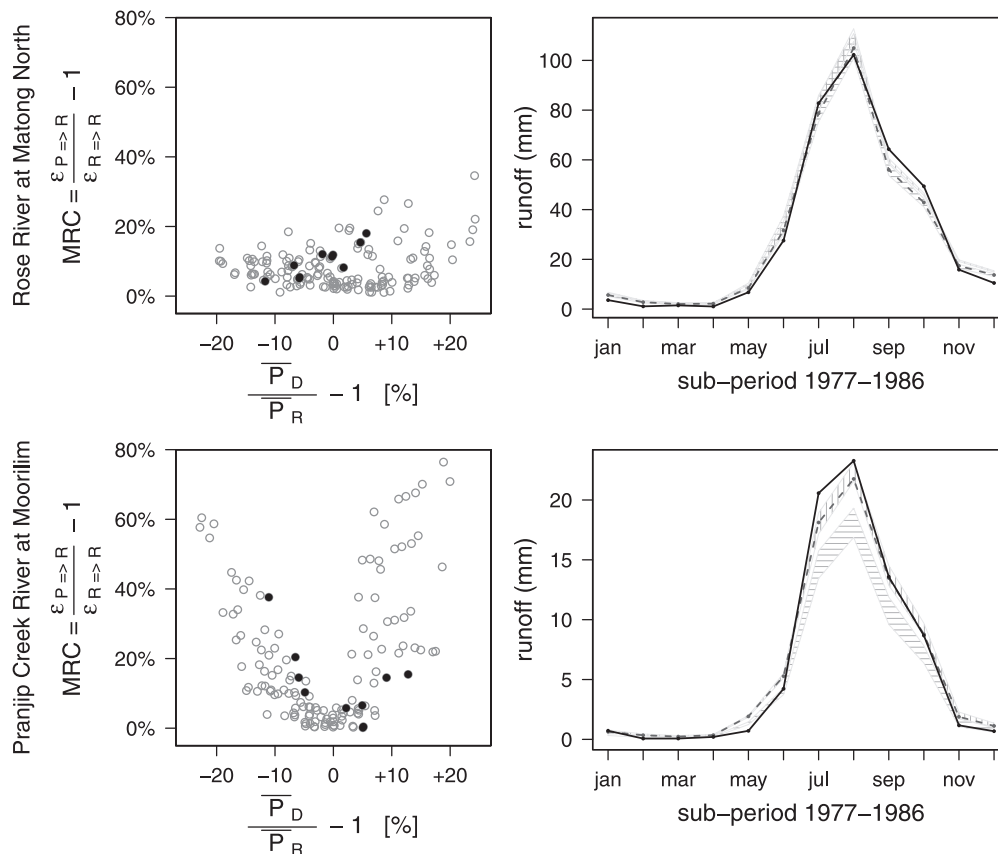 Rose River at Matong North
MRC = ε P => R / ε R => R − 1
80%
60%
40%
20%
0%
−20 −10 0 +10 +20
P D / P R − 1 [%]
runoff (mm)
100
80
60
40
20
0
jan mar may jul sep nov
sub−period 1977−1986
Pranjip Creek River at Moorilim
MRC = ε P => R / ε R => R − 1
80%
60%
40%
20%
0%
−20 −10 0 +10 +20
P D / P R − 1 [%]
runoff (mm)
20
15
10
5
0
jan mar may jul sep nov
sub−period 1977−1986